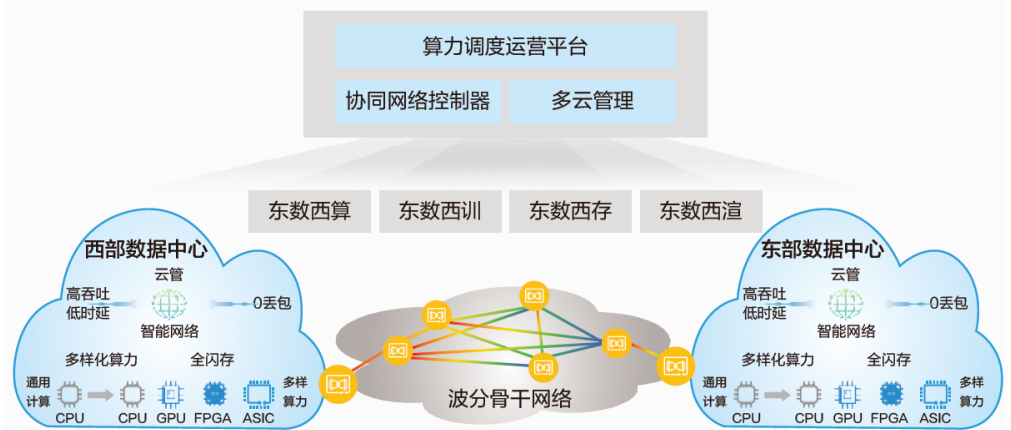 算力调度运营平台
协同网络控制器 多云管理
东数西算 东数西训 东数西存 东数西渲
西部数据中心
云管
高吞吐
低时延
0丢包
智能网络
多样化算力 全闪存
通用
计算
CPU CPU GPU FPGA ASIC
多样
算力
波分骨干网络
东部数据中心
云管
高吞吐
低时延
0丢包
智能网络
多样化算力 全闪存
通用
计算
CPU CPU GPU FPGA ASIC
多样
算力